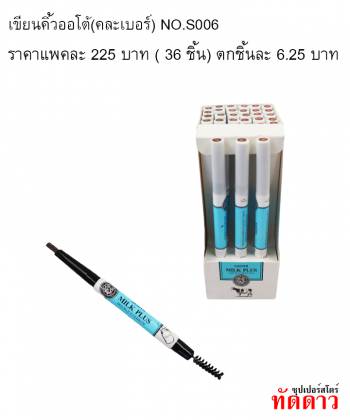 เขียนคิ้วออโต้(คละเบอร์) NO.S006
ราคาแพคละ 225 บาท ( 36 ชิ้น) ตกชิ้นละ 6.25 บาท
MILK PLUS
MILK PLUS
ซุปเปอร์สโตร์
ทัดดาว